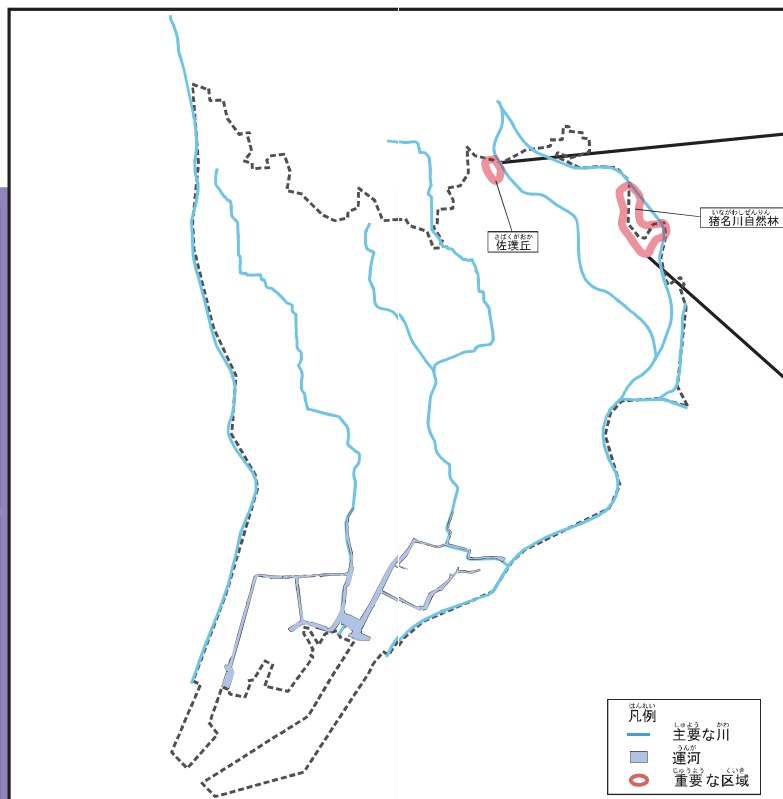 いながわしぜんりん
猪名川自然林
さぼくがおか
佐璞丘
はんれい
凡例
しゅよう かわ
主要な川
うんが
運河
じゅうよう くいき
重要な区域